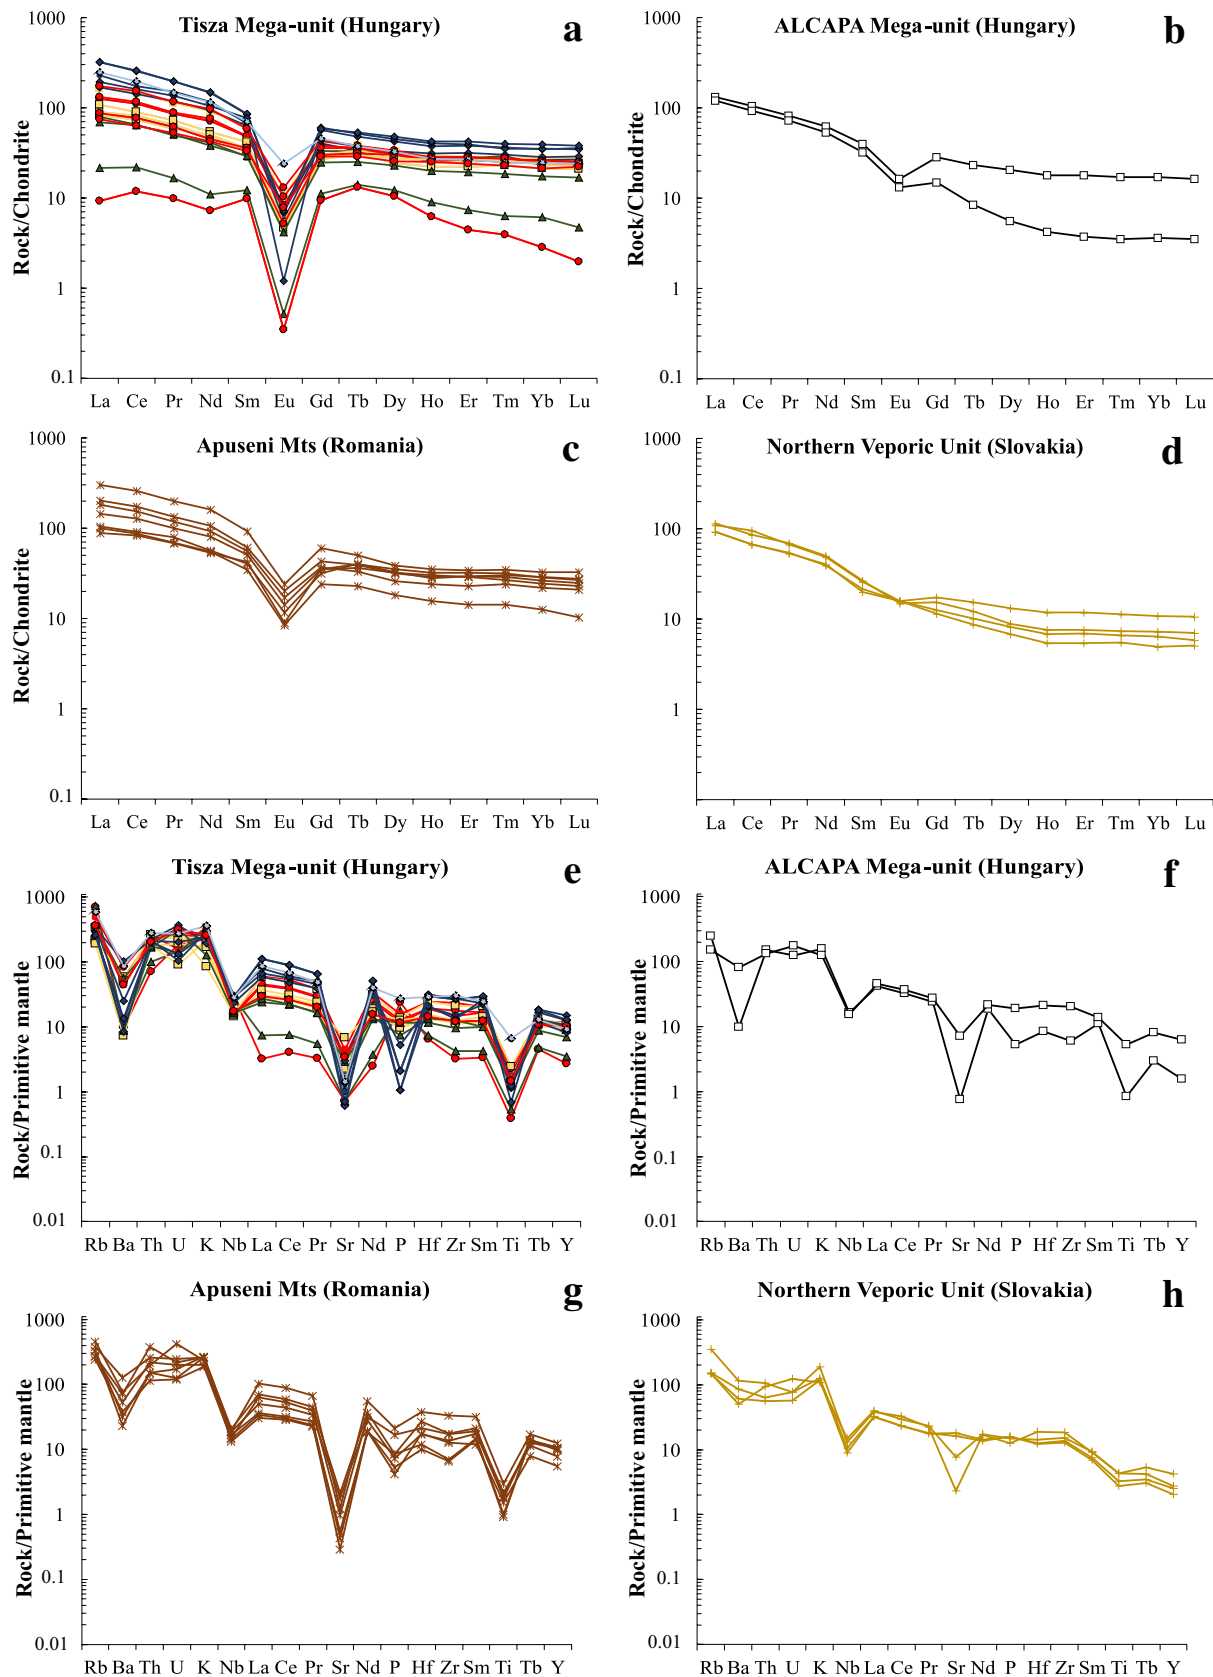 Tisza Mega-unit (Hungary)
a
Rock/Chondrite
1000
100
10
1
0.1
La Ce Pr Nd Sm Eu Gd Tb Dy Ho Er Tm Yb Lu
ALCAPA Mega-unit (Hungary)
b
Rock/Chondrite
1000
100
10
1
0.1
La Ce Pr Nd Sm Eu Gd Tb Dy Ho Er Tm Yb Lu
Apuseni Mts (Romania)
c
Rock/Chondrite
1000
100
10
1
0.1
La Ce Pr Nd Sm Eu Gd Tb Dy Ho Er Tm Yb Lu
Northern Veporic Unit (Slovakia)
d
1000
100
10
1
La Ce Pr Nd Sm Eu Gd Tb Dy Ho Er Tm Yb Lu
Tisza Mega-unit (Hungary)
e
Rock/Primitive mantle
1000
100
10
1
0.1
0.01
Rb Ba Th U K Nb La Ce Pr Sr Nd P Hf Zr Sm Ti Tb Y
ALCAPA Mega-unit (Hungary)
f
Rock/Primitive mantle
1000
100
10
1
0.1
0.01
Rb Ba Th U K Nb La Ce Pr Sr Nd P Hf Zr Sm Ti Tb Y
Apuseni Mts (Romania)
g
Rock/Primitive mantle
1000
100
10
1
0.1
0.01
Rb Ba Th U K Nb La Ce Pr Sr Nd P Hf Zr Sm Ti Tb Y
Northern Veporic Unit (Slovakia)
h
Rock/Primitive mantle
1000
100
10
1
0.1
0.01
Rb Ba Th U K Nb La Ce Pr Sr Nd P Hf Zr Sm Ti Tb Y